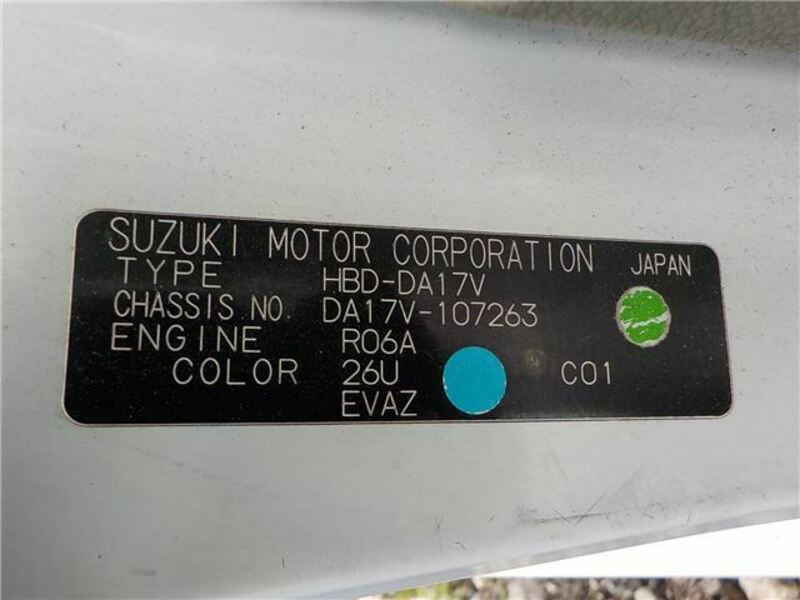 SUZUKI MOTOR CORPORATION JAPAN
TYPE HBD-DA17V
CHASSIS NO. DA17V-107263
ENGINE R06A
COLOR 26U C01
EVAZ